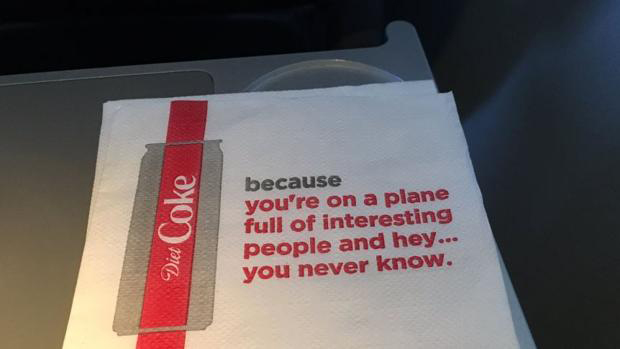 Diet Coke
because
you're on a plane
full of interesting
people and hey...
you never know.